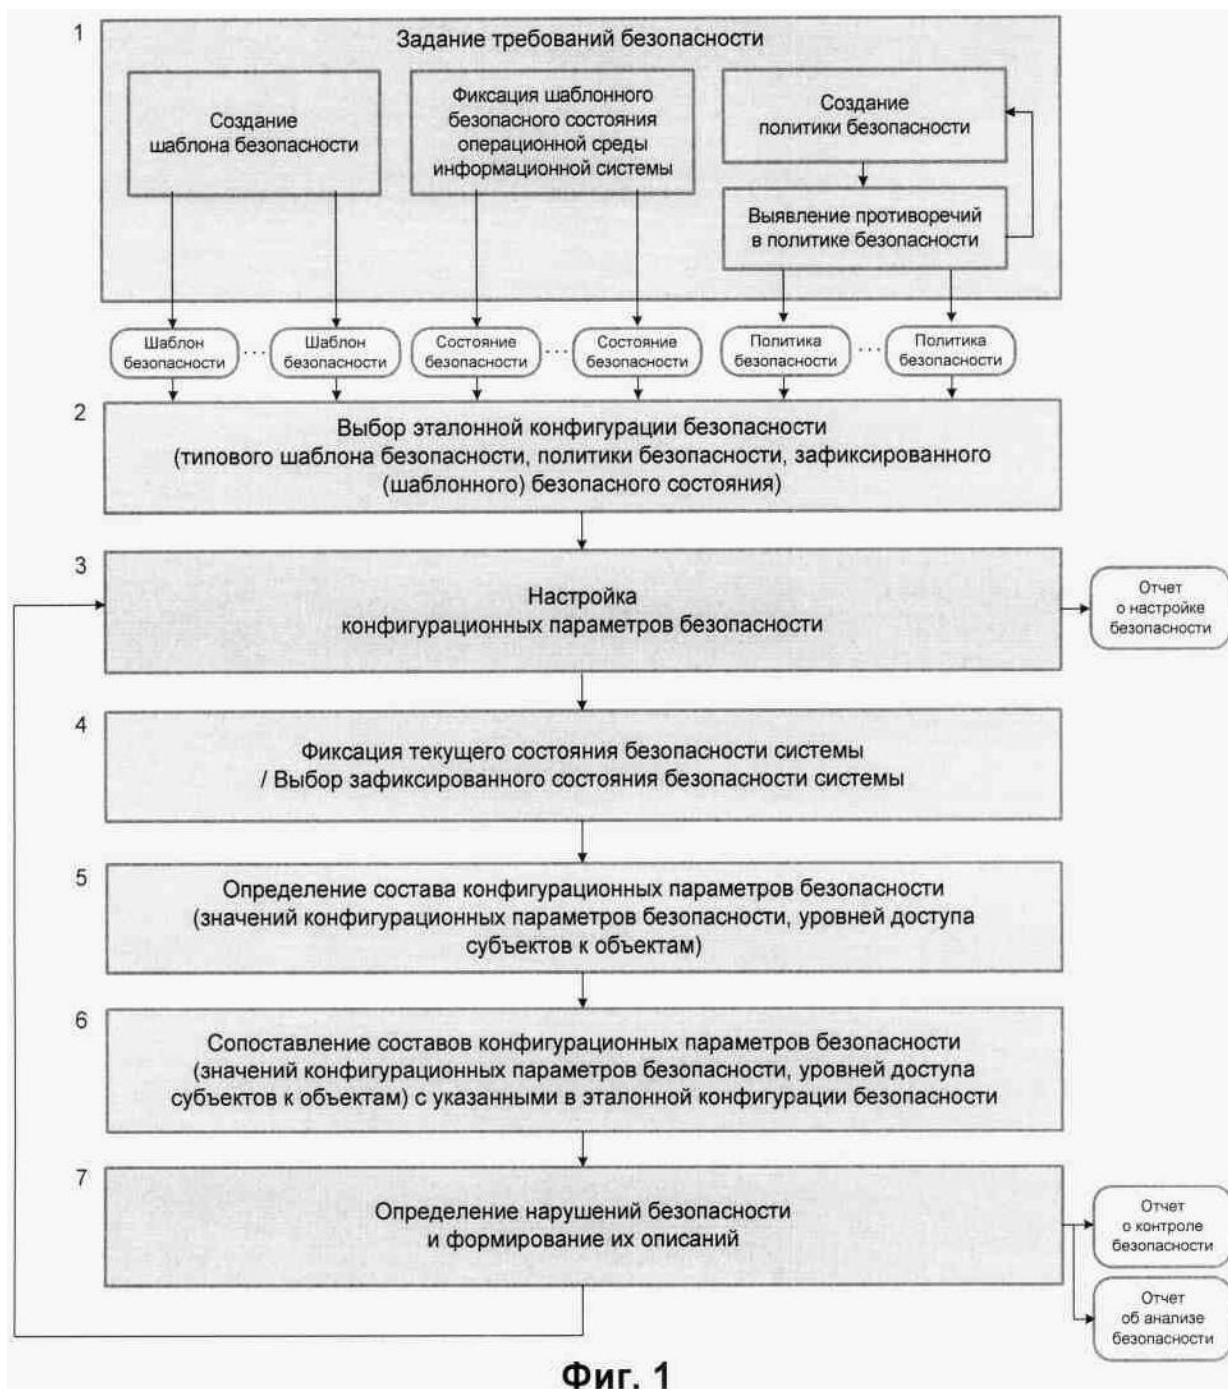 1
Задание требований безопасности
Создание
шаблона безопасности
Фиксация шаблонного
безопасного состояния
операционной среды
информационной системы
Создание
политики безопасности
Выявление противоречий
в политике безопасности
Шаблон
безопасности
...
Шаблон
безопасности
Состояние
безопасности
...
Состояние
безопасности
Политика
безопасности
...
Политика
безопасности
2
Выбор эталонной конфигурации безопасности
(типового шаблона безопасности, политики безопасности, зафиксированного
(шаблонного) безопасного состояния)
3
Настройка
конфигурационных параметров безопасности
Отчет
о настройке
безопасности
4
Фиксация текущего состояния безопасности системы
/ Выбор зафиксированного состояния безопасности системы
5
Определение состава конфигурационных параметров безопасности
(значений конфигурационных параметров безопасности, уровней доступа
субъектов к объектам)
6
Сопоставление составов конфигурационных параметров безопасности
(значений конфигурационных параметров безопасности, уровней доступа
субъектов к объектам) с указанными в эталонной конфигурации безопасности
7
Определение нарушений безопасности
и формирование их описаний
Отчет
о контроле
безопасности
Отчет
об анализе
безопасности
Фиг. 1